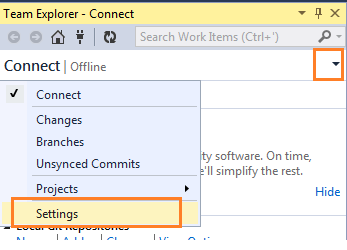 Team Explorer - Connect
Search Work Items (Ctrl+')
Connect | Offline
Connect
Changes
Branches
Unsynced Commits
ty software. On time,
e'll simplify the rest.
Projects
Hide
Settings
Local Git Repositories